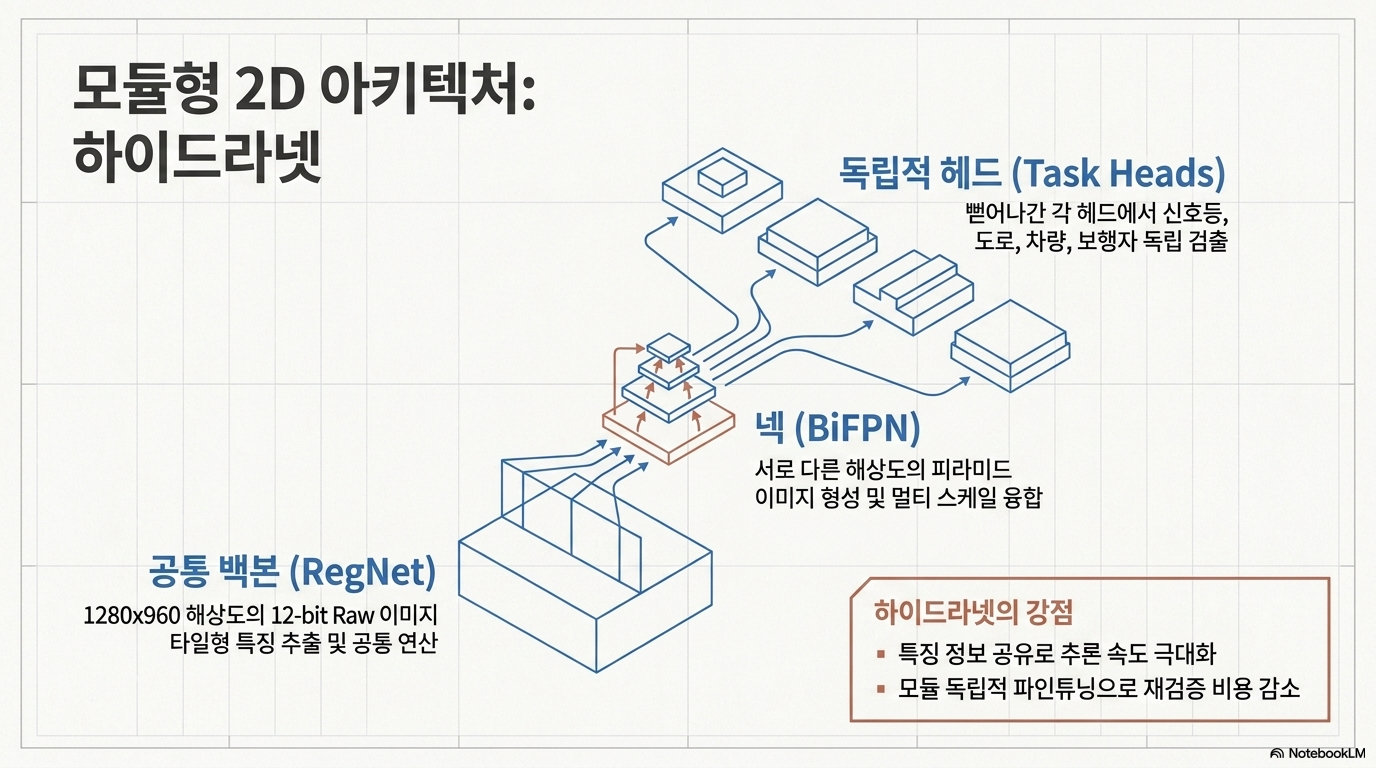 모듈형 2D 아키텍처:
하이드라넷
독립적 헤드 (Task Heads)
뻗어나간 각 헤드에서 신호등,
도로, 차량, 보행자 독립 검출
넥 (BiFPN)
서로 다른 해상도의 피라미드
이미지 형성 및 멀티 스케일 융합
공통 백본 (RegNet)
1280x960 해상도의 12-bit Raw 이미지
타일형 특징 추출 및 공통 연산
하이드라넷의 강점
▪ 특징 정보 공유로 추론 속도 극대화
▪ 모듈 독립적 파인튜닝으로 재검증 비용 감소
NotebookLM